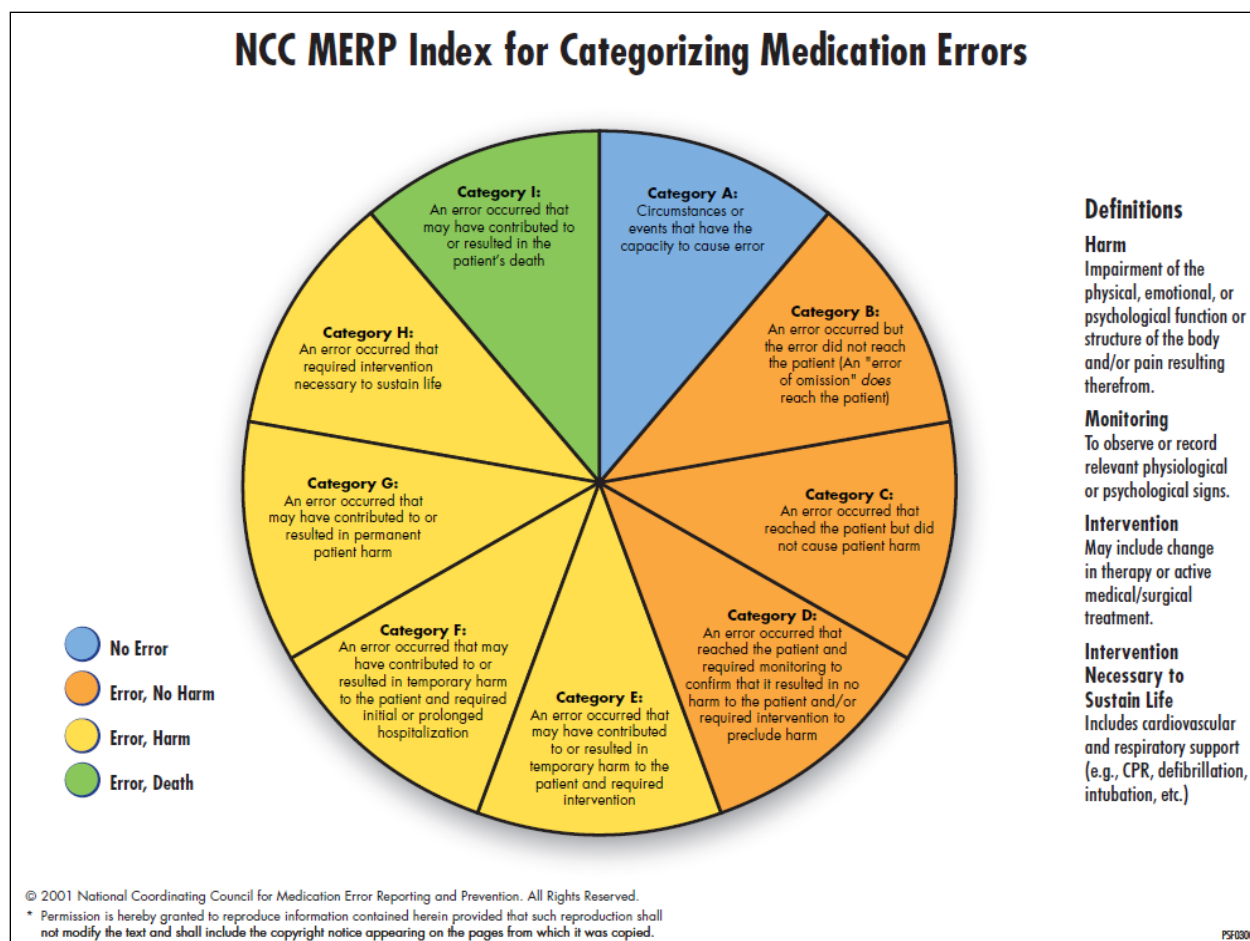 NCC MERP Index for Categorizing Medication Errors
Category I:
An error occurred that
may have contributed to
or resulted in the
patient's death
Category A:
Circumstances or
events that have the
capacity to cause error
Category H:
An error occurred that
required intervention
necessary to sustain life
Category B:
An error occurred but
the error did not reach
the patient (An "error
of omission" does
reach the patient)
Category G:
An error occurred that
may have contributed to or
resulted in permanent
patient harm
Category C:
An error occurred that
reached the patient but did
not cause patient harm
Category F:
An error occurred that may
have contributed to or
resulted in temporary harm
to the patient and required
initial or prolonged
hospitalization
Category E:
An error occurred that
may have contributed
to or resulted in
temporary harm to the
patient and required
intervention
Category D:
An error occurred that
reached the patient and
required monitoring to
confirm that it resulted in no
harm to the patient and/or
required intervention to
preclude harm
No Error
Error, No Harm
Error, Harm
Error, Death
Definitions
Harm
Impairment of the
physical, emotional, or
psychological function or
structure of the body
and/or pain resulting
therefrom.
Monitoring
To observe or record
relevant physiological
or psychological signs.
Intervention
May include change
in therapy or active
medical/surgical
treatment.
Intervention
Necessary to
Sustain Life
Includes cardiovascular
and respiratory support
(e.g., CPR, defibrillation,
intubation, etc.)
© 2001 National Coordinating Council for Medication Error Reporting and Prevention. All Rights Reserved.
* Permission is hereby granted to reproduce information contained herein provided that such reproduction shall
not modify the text and shall include the copyright notice appearing on the pages from which it was copied.